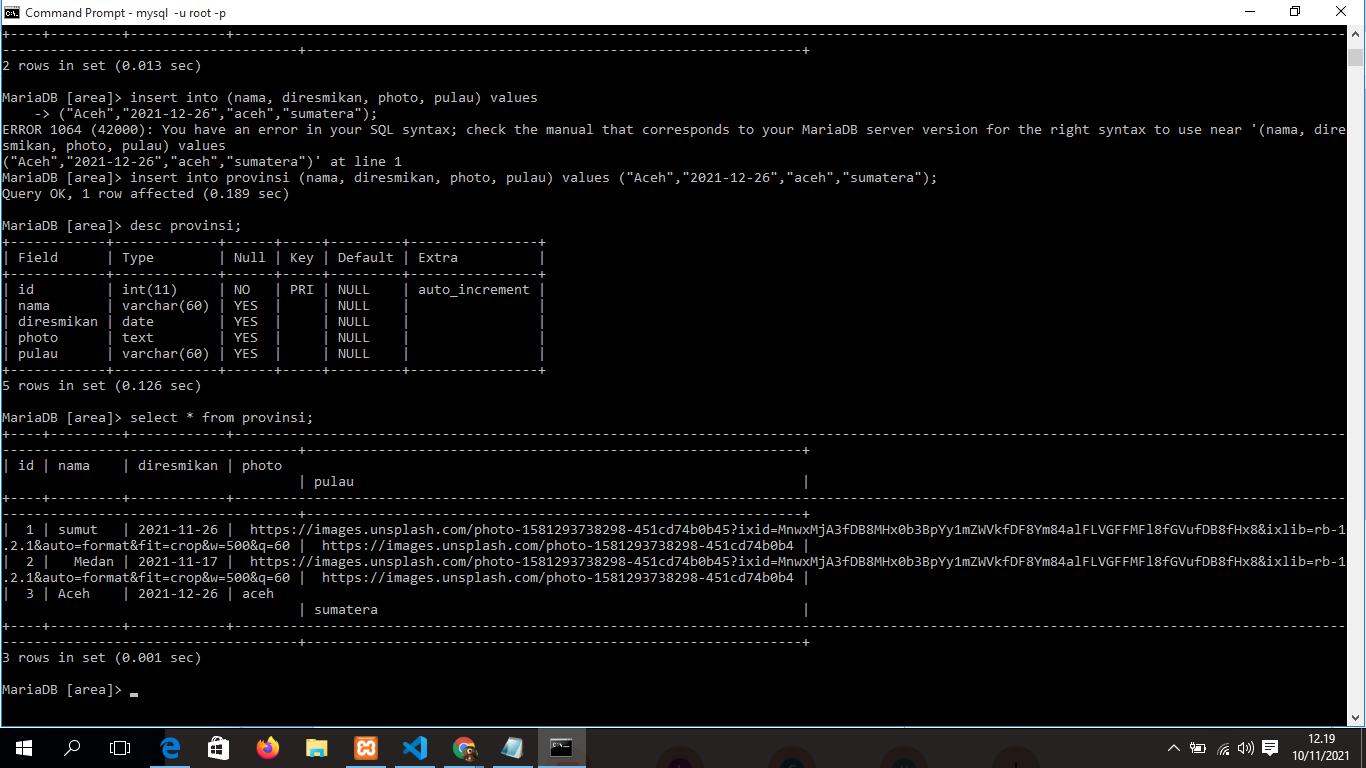 Command Prompt - mysql  -u root -p
+----+---------+------------+-------------------------------------------------------------------------------------------------------------------------------------------
-------------------------------------+--------------------------------------------------------------+
2 rows in set (0.013 sec)
MariaDB [area]> insert into (nama, diresmikan, photo, pulau) values
    -> ("Aceh","2021-12-26","aceh","sumatera");
ERROR 1064 (42000): You have an error in your SQL syntax; check the manual that corresponds to your MariaDB server version for the right syntax to use near '(nama, dire
smikan, photo, pulau) values
("Aceh","2021-12-26","aceh","sumatera")' at line 1
MariaDB [area]> insert into provinsi (nama, diresmikan, photo, pulau) values ("Aceh","2021-12-26","aceh","sumatera");
Query OK, 1 row affected (0.189 sec)
MariaDB [area]> desc provinsi;
+------------+-------------+------+-----+---------+----------------+
| Field      | Type        | Null | Key | Default | Extra          |
+------------+-------------+------+-----+---------+----------------+
| id         | int(11)     | NO   | PRI | NULL    | auto_increment |
| nama       | varchar(60) | YES  |     | NULL    |                |
| diresmikan | date        | YES  |     | NULL    |                |
| photo      | text        | YES  |     | NULL    |                |
| pulau      | varchar(60) | YES  |     | NULL    |                |
+------------+-------------+------+-----+---------+----------------+
5 rows in set (0.126 sec)
MariaDB [area]> select * from provinsi;
+----+---------+------------+-------------------------------------------------------------------------------------------------------------------------------------------
-------------------------------------+--------------------------------------------------------------+
| id | nama    | diresmikan | photo
                                     | pulau                                                        |
+----+---------+------------+-------------------------------------------------------------------------------------------------------------------------------------------
-------------------------------------+--------------------------------------------------------------+
|  1 | sumut   | 2021-11-26 |  https://images.unsplash.com/photo-1581293738298-451cd74b0b45?ixid=MnwxMjA3fDB8MHx0b3BpYy1mZWVkfDF8Ym84alFLVGFFMFl8fGVufDB8fHx8&ixlib=rb-1
.2.1&auto=format&fit=crop&w=500&q=60 |  https://images.unsplash.com/photo-1581293738298-451cd74b0b4 |
|  2 |   Medan | 2021-11-17 |  https://images.unsplash.com/photo-1581293738298-451cd74b0b45?ixid=MnwxMjA3fDB8MHx0b3BpYy1mZWVkfDF8Ym84alFLVGFFMFl8fGVufDB8fHx8&ixlib=rb-1
.2.1&auto=format&fit=crop&w=500&q=60 |  https://images.unsplash.com/photo-1581293738298-451cd74b0b4 |
|  3 | Aceh    | 2021-12-26 | aceh
                                     | sumatera                                                     |
+----+---------+------------+-------------------------------------------------------------------------------------------------------------------------------------------
-------------------------------------+--------------------------------------------------------------+
3 rows in set (0.001 sec)
MariaDB [area]> _
12.19
10/11/2021